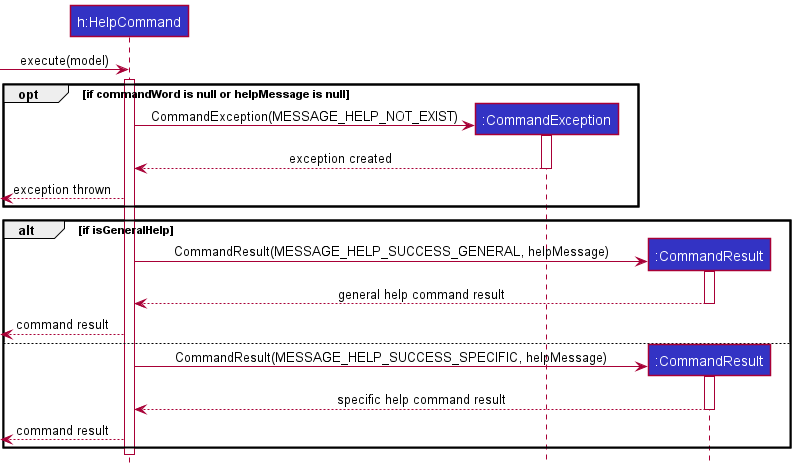 h:HelpCommand
execute(model)
opt [if commandWord is null or helpMessage is null]
CommandException(MESSAGE_HELP_NOT_EXIST)
:CommandException
exception created
exception thrown
alt [if isGeneralHelp]
CommandResult(MESSAGE_HELP_SUCCESS_GENERAL, helpMessage)
:CommandResult
general help command result
command result
CommandResult(MESSAGE_HELP_SUCCESS_SPECIFIC, helpMessage)
:CommandResult
specific help command result
command result